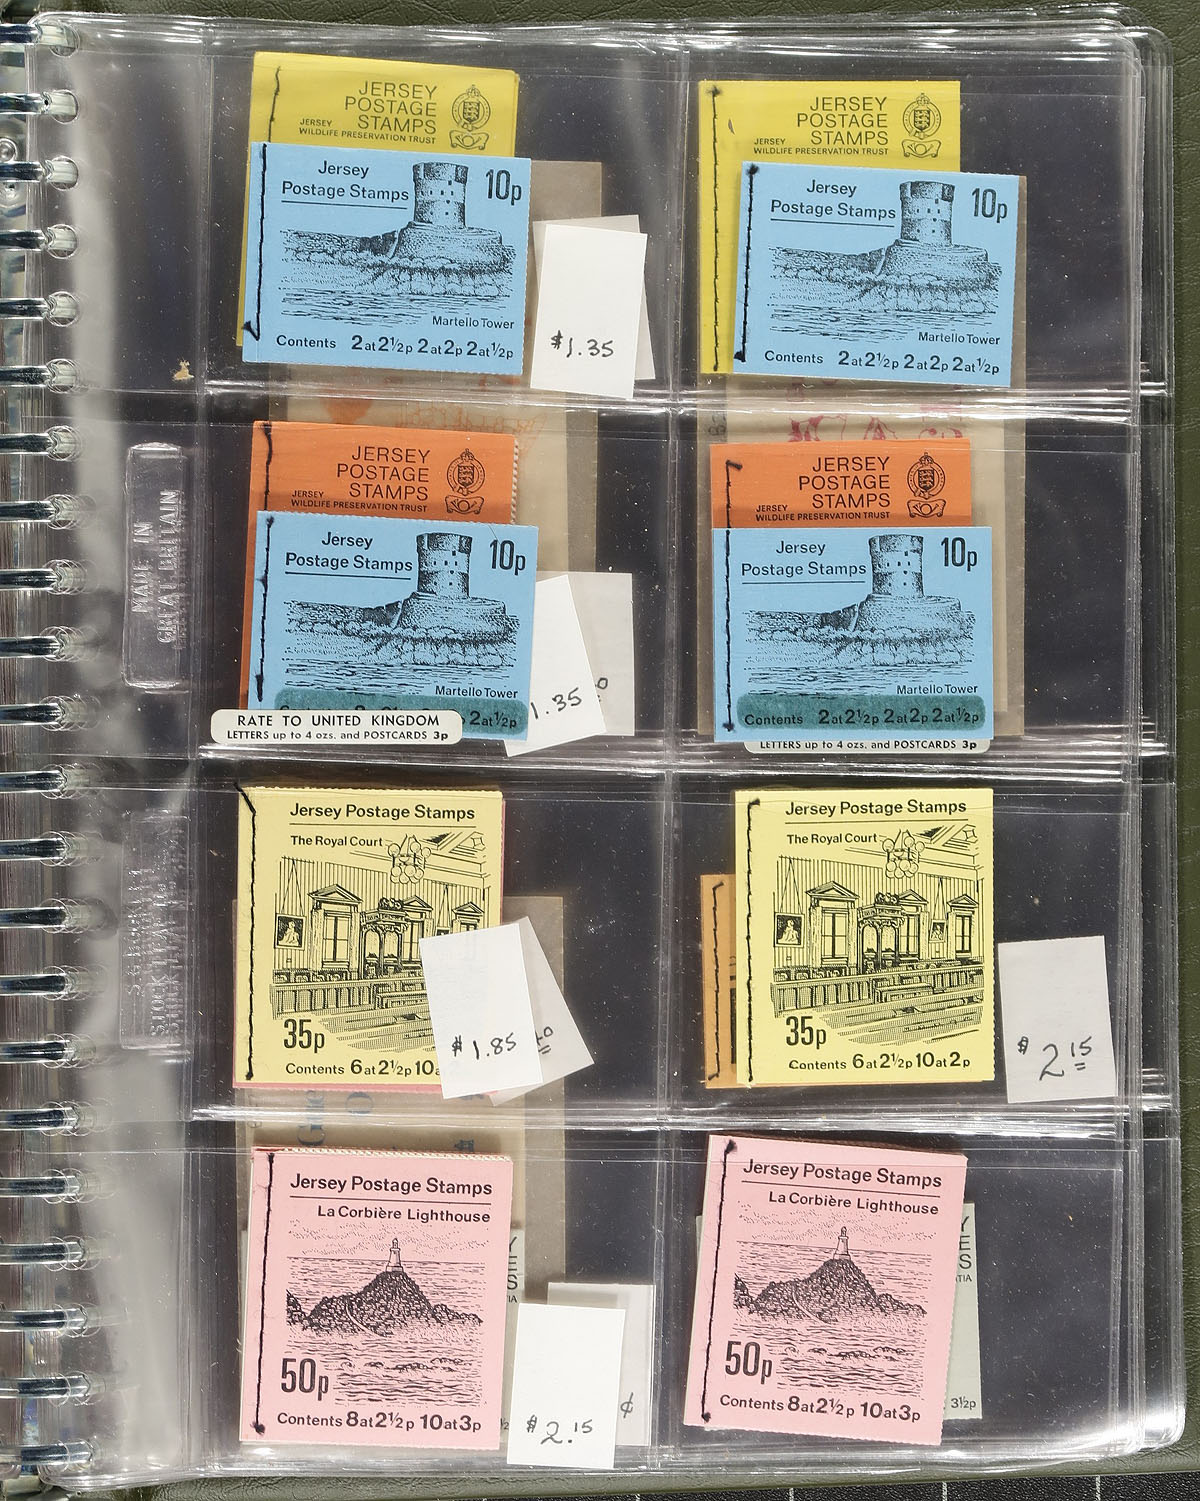 JERSEY
POSTAGE
STAMPS
JERSEY
WILDLIFE PRESERVATION TRUST
Jersey
Postage Stamps
10p
Martello Tower
Contents 2 at 2½p 2 at 2p 2 at ½p
$1.35
JERSEY
POSTAGE
STAMPS
JERSEY
WILDLIFE PRESERVATION TRUST
Jersey
Postage Stamps
10p
Martello Tower
Contents 2 at 2½p 2 at 2p 2 at ½p
MADE IN
GREAT BRITAIN
JERSEY
POSTAGE
STAMPS
JERSEY
WILDLIFE PRESERVATION TRUST
Jersey
Postage Stamps
10p
Martello Tower
2 at ½p
RATE TO UNITED KINGDOM
LETTERS up to 4 ozs. and POSTCARDS 3p
1.35
JERSEY
POSTAGE
STAMPS
JERSEY
WILDLIFE PRESERVATION TRUST
Jersey
Postage Stamps
10p
Martello Tower
Contents 2 at 2½p 2 at 2p 2 at ½p
LETTERS up to 4 ozs. and POSTCARDS 3p
Jersey Postage Stamps
The Royal Court
35p
Contents 6 at 2½p 10 a
$1.85
Jersey Postage Stamps
The Royal Court
35p
Contents 6 at 2½p 10 at 2p
$2 15
Jersey Postage Stamps
La Corbière Lighthouse
50p
Contents 8 at 2½p 10 at 3p
$2.15
¢
Jersey Postage Stamps
La Corbière Lighthouse
50p
Contents 8 at 2½p 10 at 3p
3½p